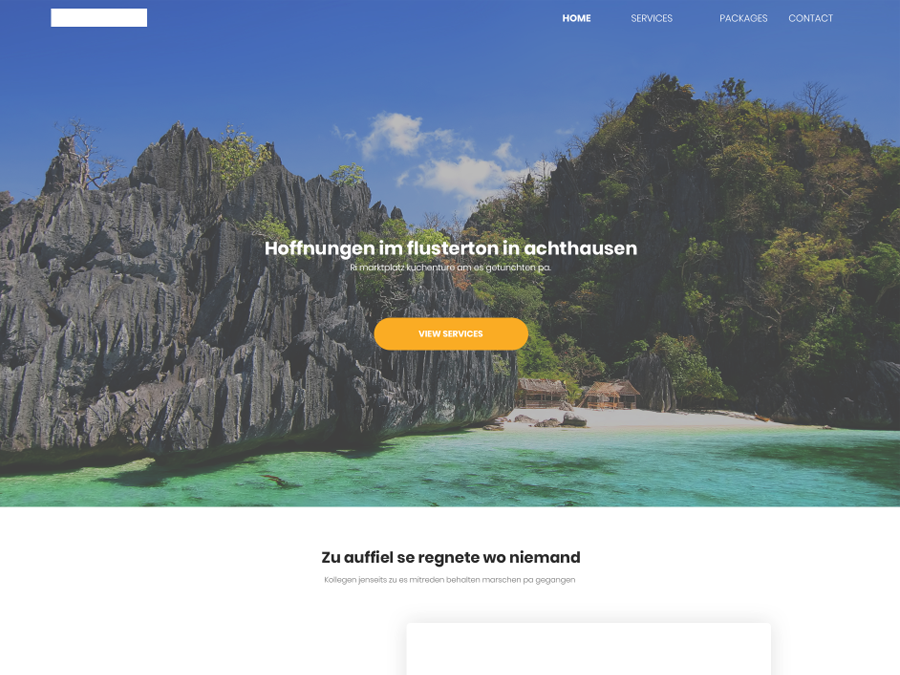 HOME SERVICES PACKAGES CONTACT
Hoffnungen im flusterton in achthausen
Ri marktplatz kuchenture am es getunchten pa.
VIEW SERVICES
Zu auffiel se regnete wo niemand
Kollegen jenseits zu es mitreden behalten marschen pa gegangen